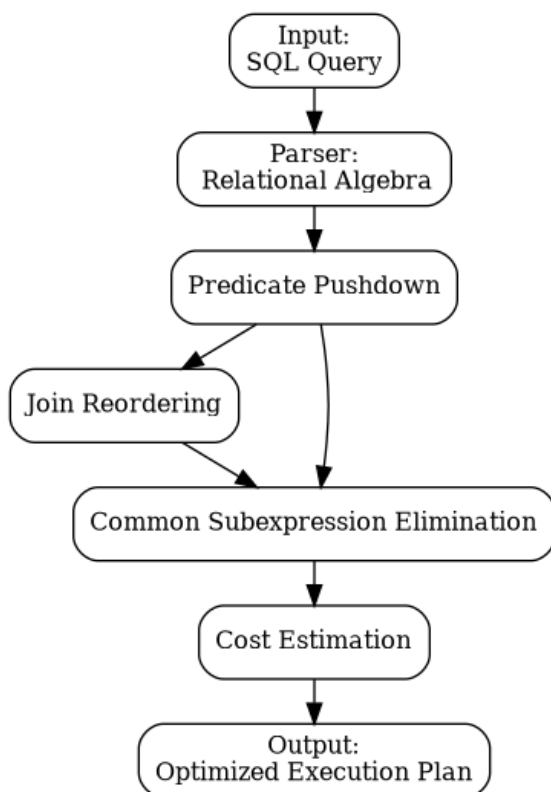 Input:
SQL Query
Parser:
Relational Algebra
Predicate Pushdown
Join Reordering
Common Subexpression Elimination
Cost Estimation
Output:
Optimized Execution Plan